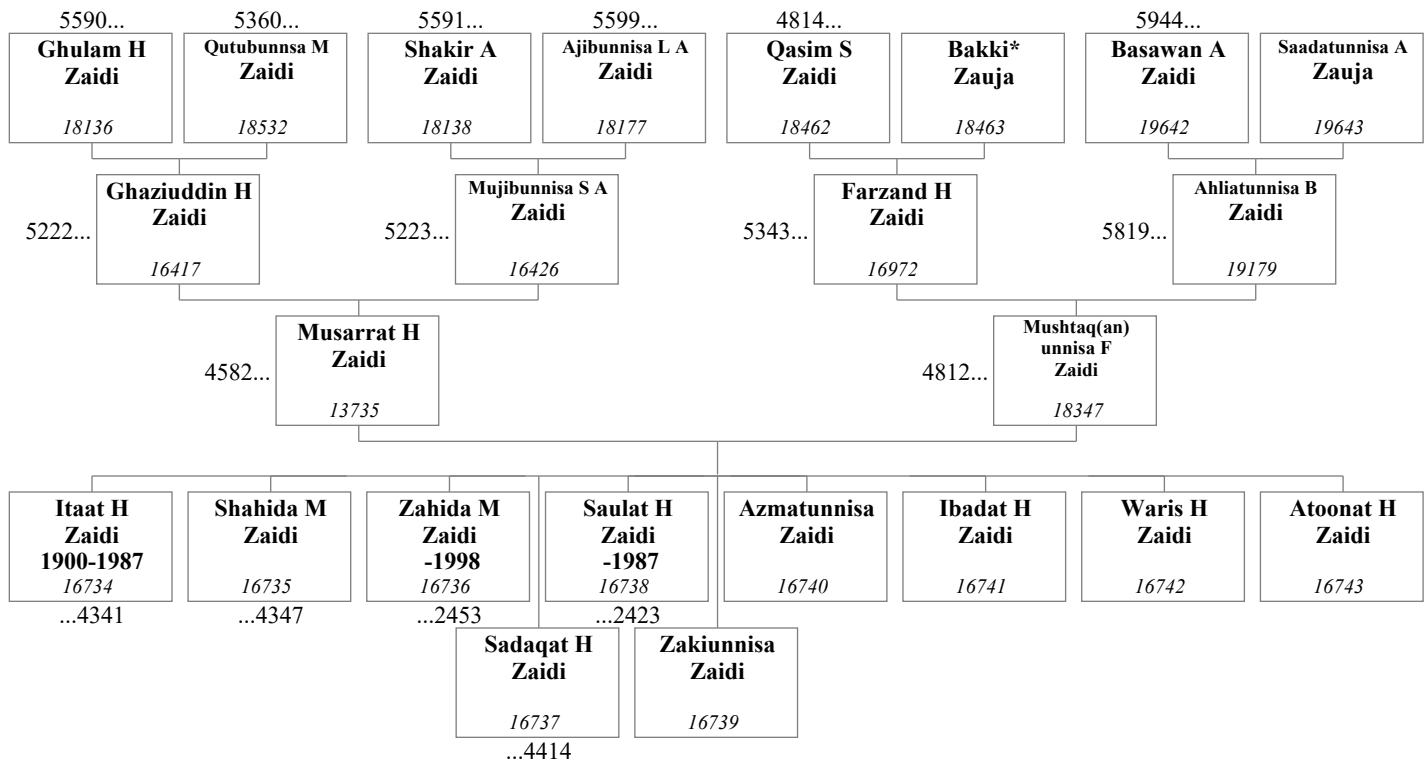 5590... 5360... 5591... 5599... 4814... 5944...
Ghulam H
Zaidi
18136
Qutubunnsa M
Zaidi
18532
Shakir A
Zaidi
18138
Ajibunnisa L A
Zaidi
18177
Qasim S
Zaidi
18462
Bakki*
Zauja
18463
Basawan A
Zaidi
19642
Saadatunnisa A
Zauja
19643
5222...
Ghaziuddin H
Zaidi
16417
5223...
Mujibunnisa S A
Zaidi
16426
5343...
Farzand H
Zaidi
16972
5819...
Ahliatunnisa B
Zaidi
19179
4582...
Musarrat H
Zaidi
13735
4812...
Mushtaq(an)
unnisa F
Zaidi
18347
Itaat H
Zaidi
1900-1987
16734
...4341
Shahida M
Zaidi
16735
...4347
Zahida M
Zaidi
-1998
16736
...2453
Saulat H
Zaidi
-1987
16738
...2423
Azmatunnisa
Zaidi
16740
Ibadat H
Zaidi
16741
Waris H
Zaidi
16742
Atoonat H
Zaidi
16743
Sadaqat H
Zaidi
16737
...4414
Zakiunnisa
Zaidi
16739